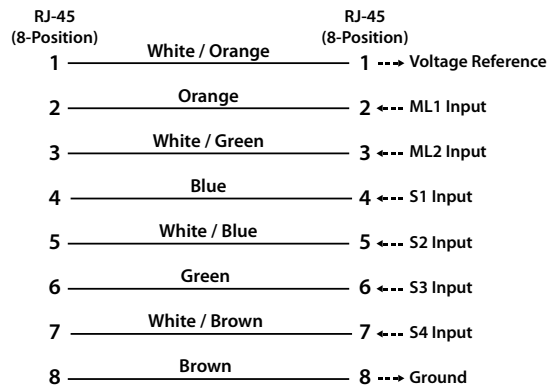 RJ-45 RJ-45
(8-Position) (8-Position)
1 White / Orange 1 Voltage Reference
2 Orange 2 ML1 Input
3 White / Green 3 ML2 Input
4 Blue 4 S1 Input
5 White / Blue 5 S2 Input
6 Green 6 S3 Input
7 White / Brown 7 S4 Input
8 Brown 8 Ground